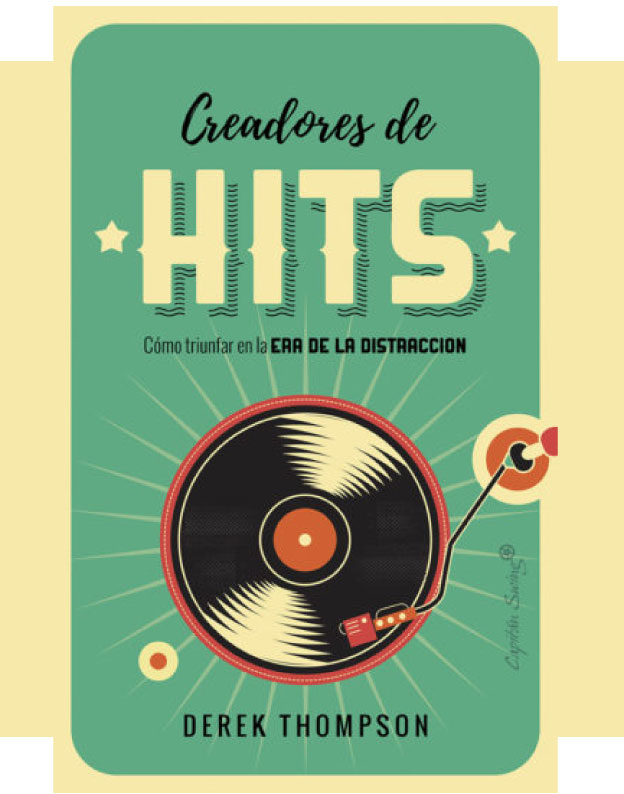 Creadores de
HITS
Cómo triunfar en la ERA DE LA DISTRACCION
Capitán Swing
DEREK THOMPSON